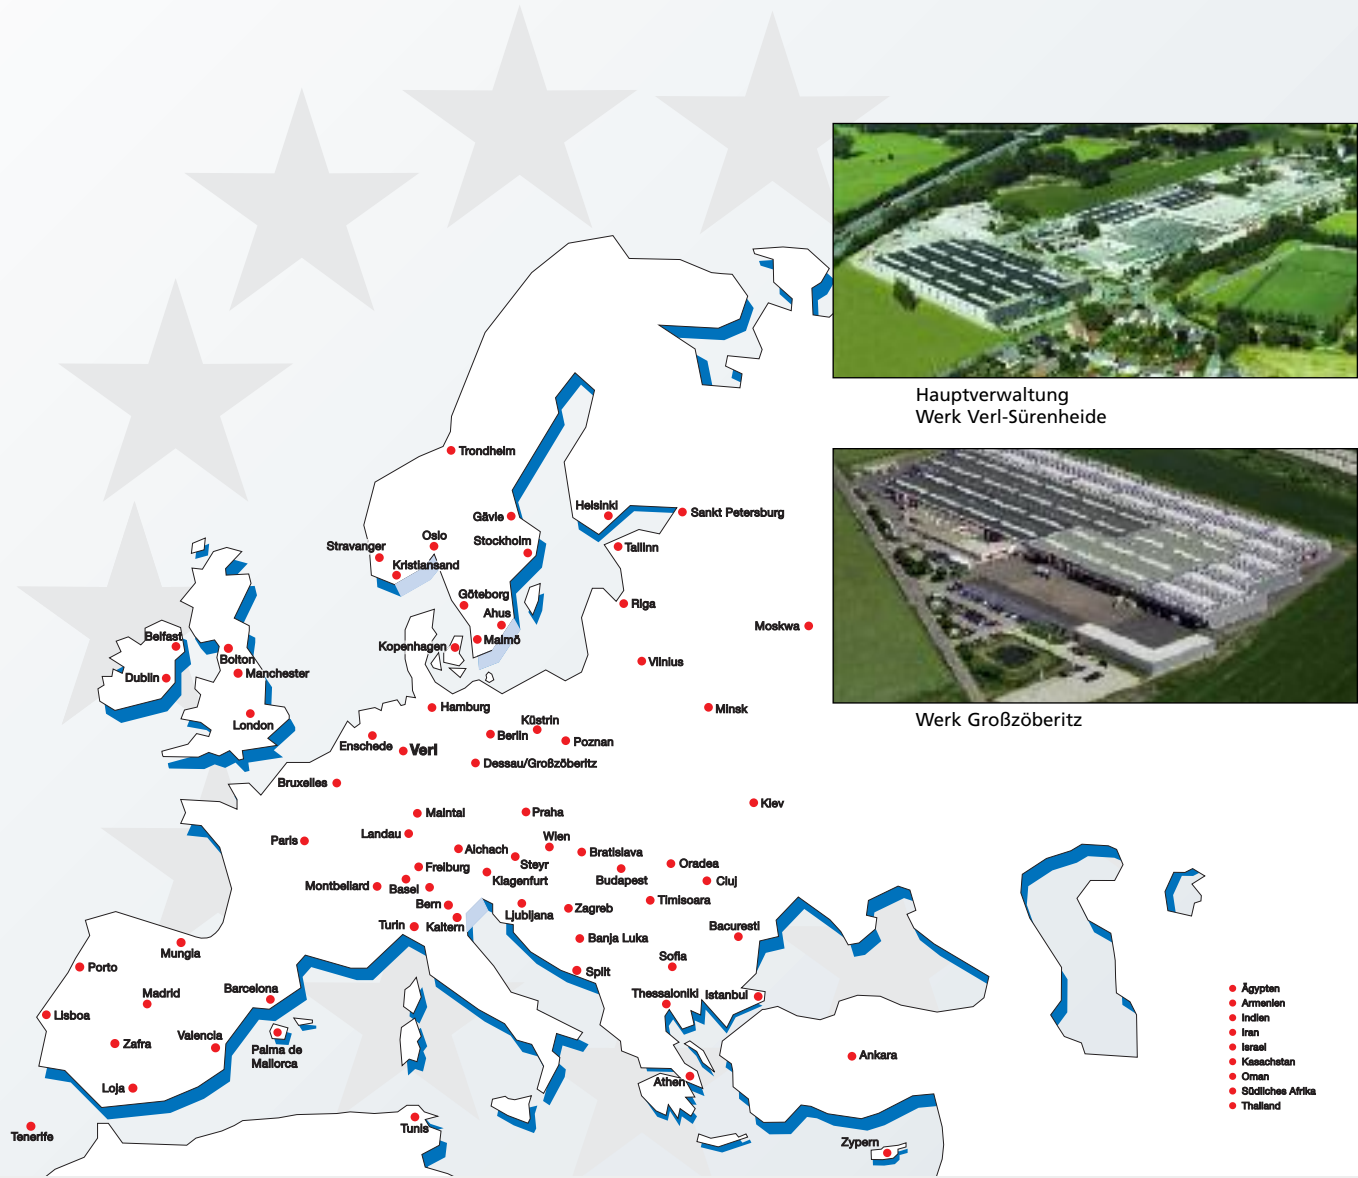 Hauptverwaltung
Werk Verl-Sürenheide
Werk Großzöberitz
Trondheim
Gävle
Helsinki
Sankt Petersburg
Oslo
Stockholm
Stravanger
Tallinn
Kristiansand
Göteborg
Ahus
Riga
Moskwa
Belfast
Kopenhagen
Malmö
Bolton
Manchester
Vilnius
Dublin
London
Hamburg
Küstrin
Minsk
Enschede
Verl
Berlin
Poznan
Dessau/Großzöberitz
Bruxelles
Kiev
Maintal
Praha
Paris
Landau
Wien
Aichach
Bratislava
Steyr
Oradea
Freiburg
Klagenfurt
Budapest
Cluj
Montbeliard
Basel
Timisoara
Bern
Ljubljana
Zagreb
Turin
Kaltern
Bacuresti
Banja Luka
Mungia
Sofia
Porto
Split
Madrid
Barcelona
Thessaloniki
Istanbul
Lisboa
Zafra
Valencia
Palma de
Mallorca
Ankara
Loja
Athen
Tenerife
Tunis
Zypern
Ägypten
Armenien
Indien
Iran
Israel
Kasachstan
Oman
Südliches Afrika
Thailand